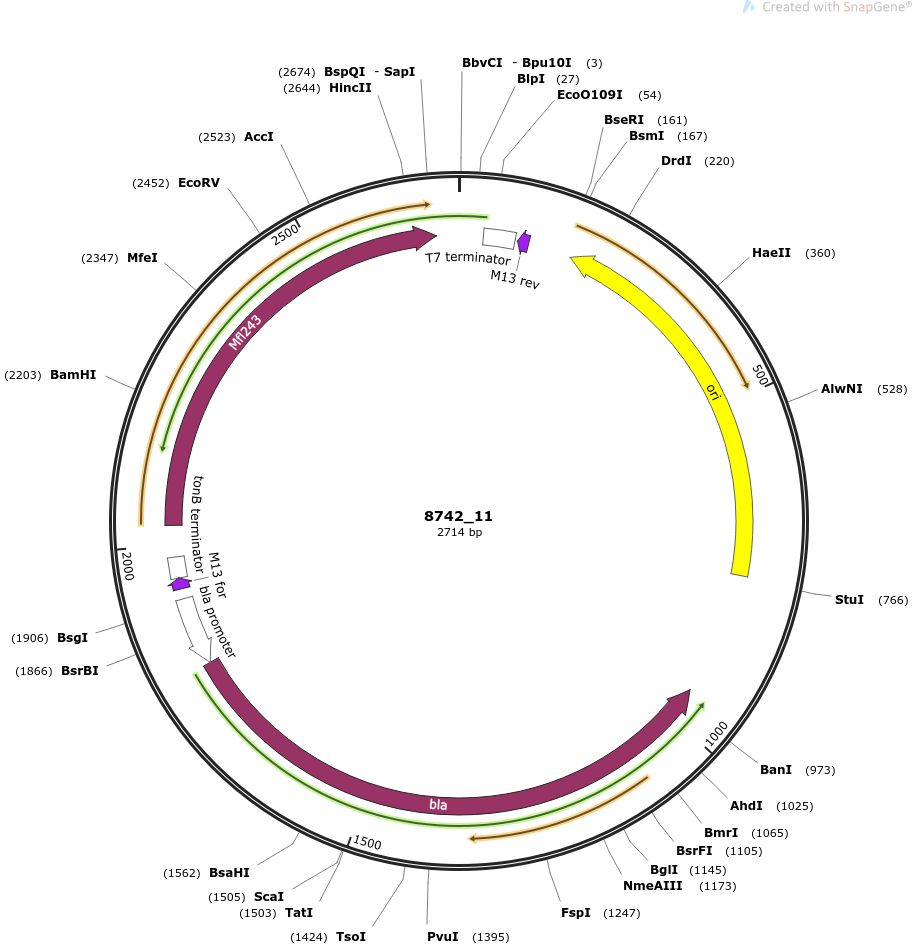 Created with SnapGene®
(2674) BspQI - SapI
(2644) HincII
(2523) AccI
(2452) EcoRV
(2347) MfeI
(2203) BamHI
(1906) BsgI
(1866) BsrBI
(1562) BsaHI
(1505) ScaI
(1503) TatI
(1424) TsoI
BbvCI - Bpu10I (3)
BlpI (27)
EcoO109I (54)
BseRI (161)
BsmI (167)
DrdI (220)
HaeII (360)
AlwNI (528)
StuI (766)
BanI (973)
AhdI (1025)
BmrI (1065)
BsrFI (1105)
BglI (1145)
NmeAIII (1173)
FspI (1247)
PvuI (1395)
500
1000
1500
2000
2500
T7 terminator
M13 rev
ori
bla
bla promoter
M13 for
tonB terminator
Mfl243
8742_11
2714 bp